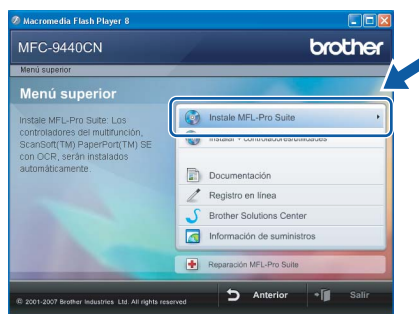 Macromedia Flash Player 8
MFC-9440CN
brother
Menú superior
Menú superior
Instale MFL-Pro Suite: Los
controladores del multifunción,
ScanSoft(TM) PaperPort(TM) SE
con OCR, serán instalados
automáticamente.
Instale MFL-Pro Suite
Instalar + controladores/utilidades
Documentación
Registro en línea
Brother Solutions Center
Información de suministros
Reparación MFL-Pro Suite
© 2001-2007 Brother Industries Ltd. All rights reserved
Anterior
Salir